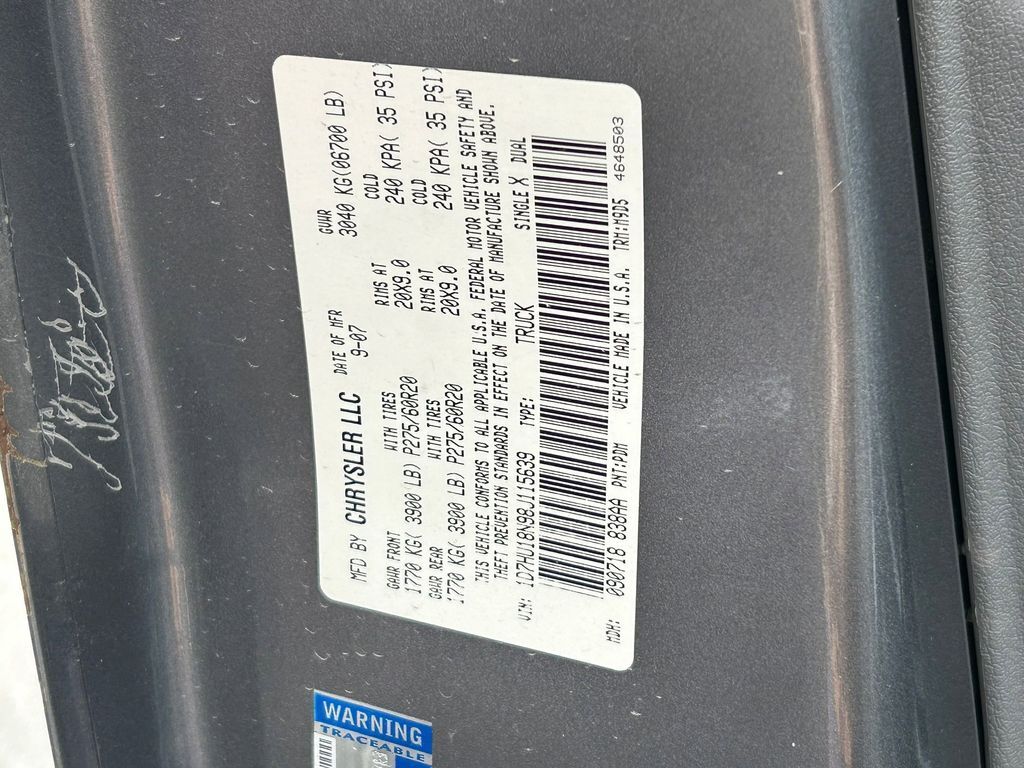 MFD BY CHRYSLER LLC
DATE OF MFR
9-07
GVWR
3040 KG(06700 LB)
GAWR FRONT WITH TIRES RIMS AT COLD
1770 KG( 3900 LB) P275/60R20 20X9.0 240 KPA( 35 PSI)
GAWR REAR WITH TIRES RIMS AT COLD
1770 KG( 3900 LB) P275/60R20 20X9.0 240 KPA( 35 PSI)
THIS VEHICLE CONFORMS TO ALL APPLICABLE U.S.A. FEDERAL MOTOR VEHICLE SAFETY AND
THEFT PREVENTION STANDARDS IN EFFECT ON THE DATE OF MANUFACTURE SHOWN ABOVE.
VIN: 1D7HU18N98J115639 TYPE: TRUCK SINGLE X DUAL
MDH: 090718 838AA PNT:PDM VEHICLE MADE IN U.S.A. TRM:M9D5
4648503
WARNING
TRACEABLE